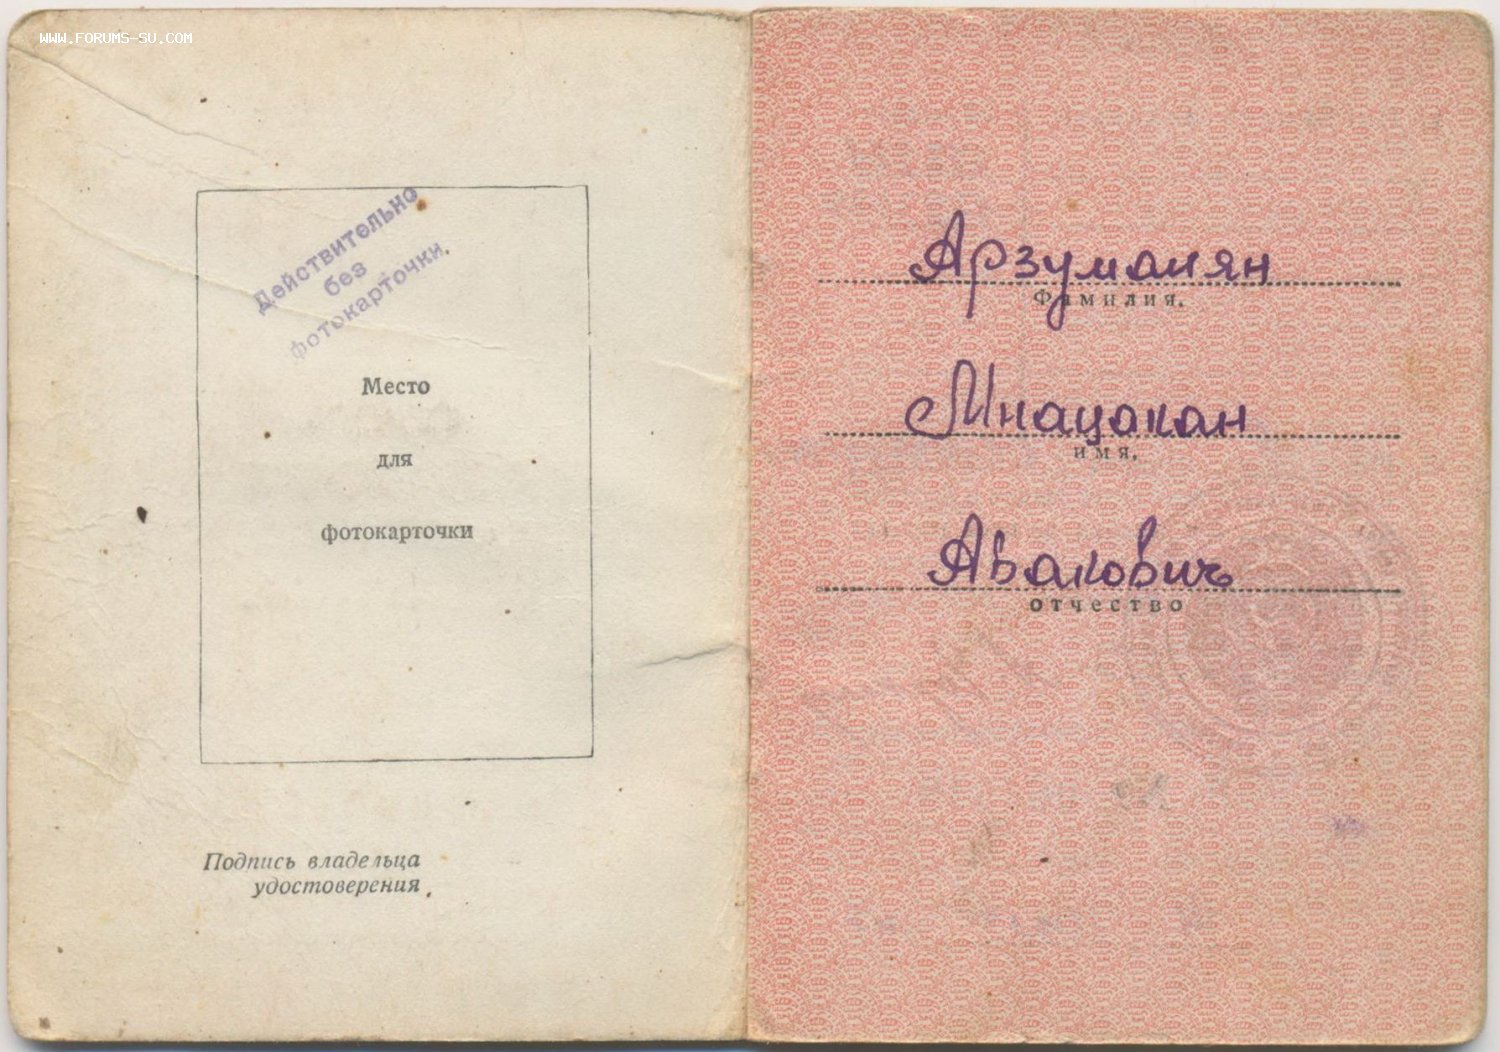 WWW.FORUMS-SU.COM
Действительно
без
фотокарточки.
Место
для
фотокарточки
Подпись владельца
удостоверения
Арзуманян
Фамилия.
Мнацакан
имя.
Авакович
отчество